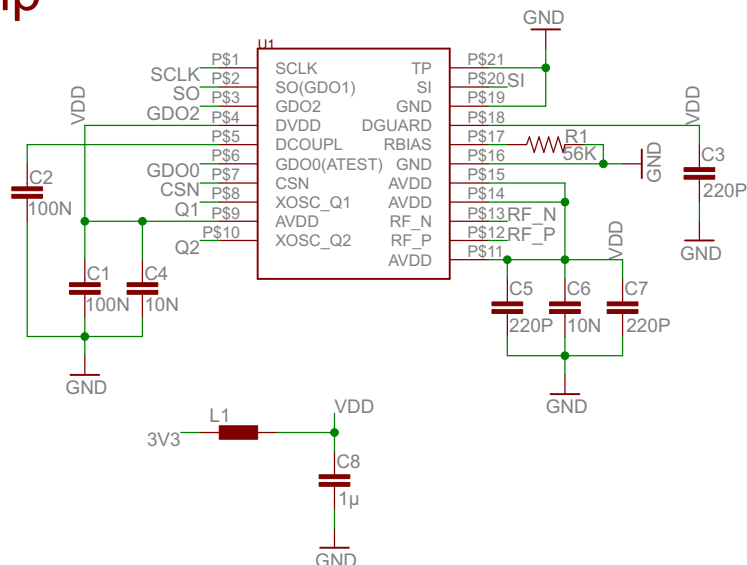 GND
U1
P$1 SCLK TP P$21
SCLK P$2 SO(GDO1) SI P$20 SI
SO P$3 GDO2 GND P$19
VDD GDO2 P$4 DVDD DGUARD P$18 VDD
P$5 DCOUPL RBIAS P$17 R1
56K
GDO0 P$6 GDO0(ATEST) GND P$16 GND
CSN P$7 CSN AVDD P$15
Q1 P$8 XOSC_Q1 AVDD P$14
P$9 AVDD RF_N P$13 RF_N
Q2 P$10 XOSC_Q2 RF_P P$12 RF_P
AVDD P$11 VDD
C2
100N
C3
220P
GND
C1 C4
100N 10N
GND
C5 C6 C7
220P 10N 220P
GND
L1 VDD
3V3
C8
1µ
GND